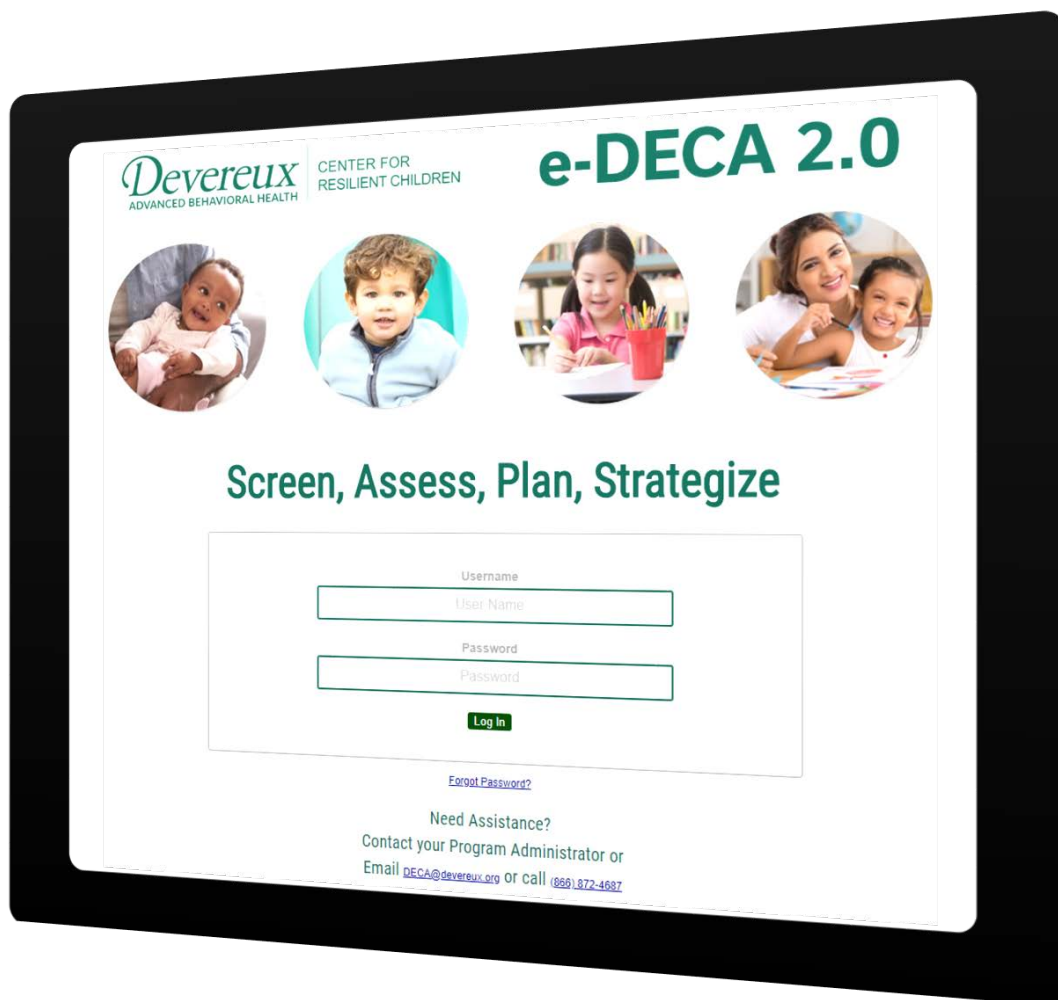 Devereux
ADVANCED BEHAVIORAL HEALTH
CENTER FOR
RESILIENT CHILDREN
e-DECA 2.0
Screen, Assess, Plan, Strategize
Username
User Name
Password
Password
Log In
Forgot Password?
Need Assistance?
Contact your Program Administrator or
Email DECA@devereux.org or call (866) 872-4687